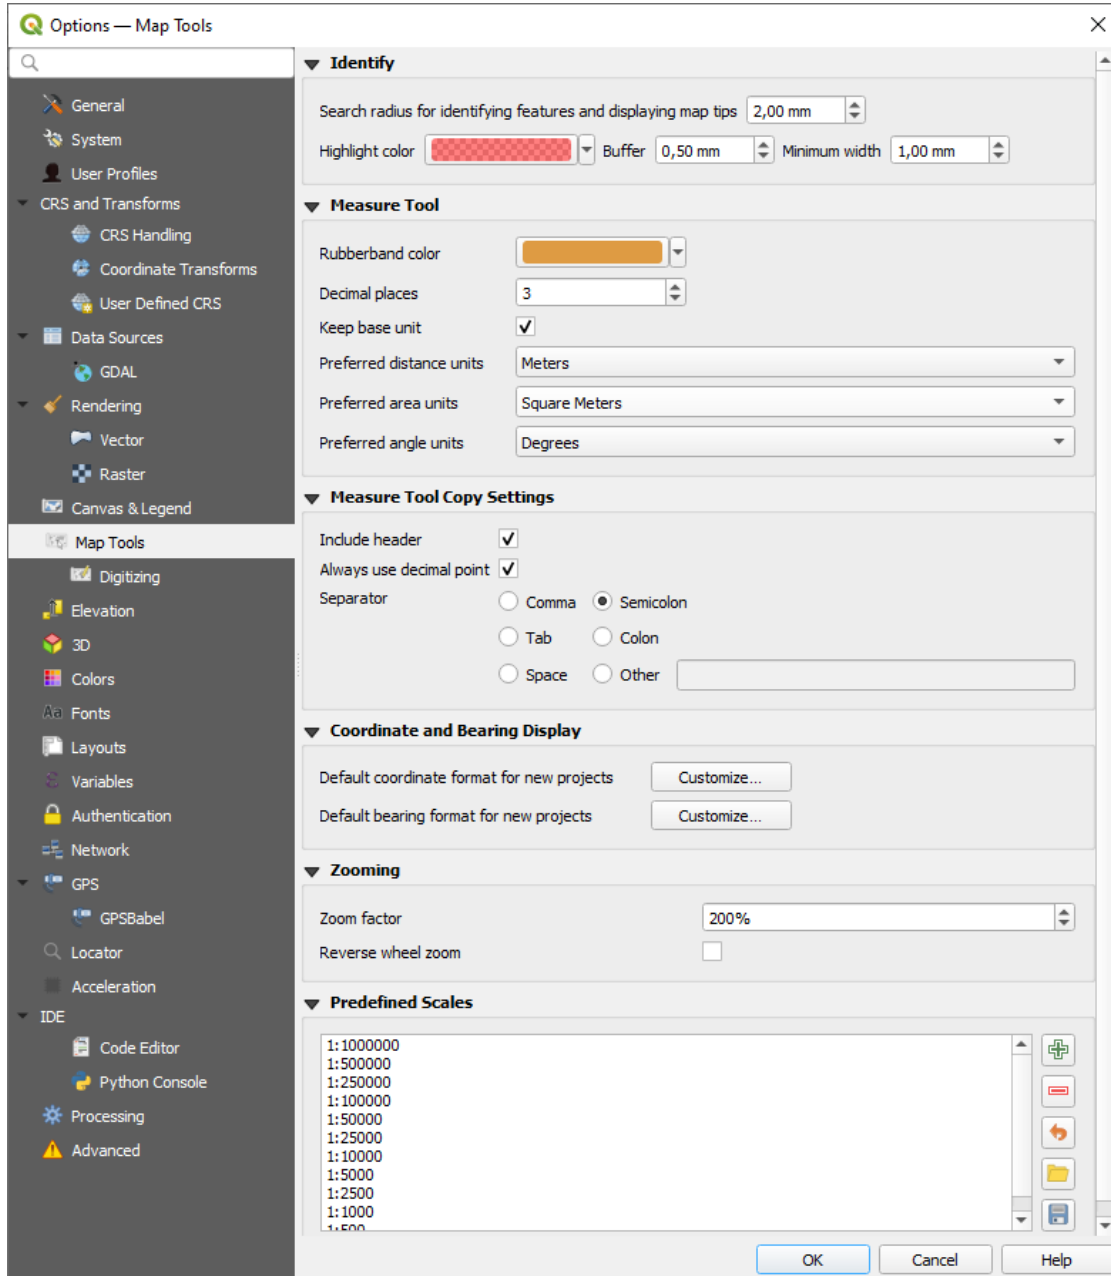 Options — Map Tools
General
System
User Profiles
CRS and Transforms
CRS Handling
Coordinate Transforms
User Defined CRS
Data Sources
GDAL
Rendering
Vector
Raster
Canvas & Legend
Map Tools
Digitizing
Elevation
3D
Colors
Aa Fonts
Layouts
ε Variables
Authentication
Network
GPS
GPSBabel
Locator
Acceleration
IDE
Code Editor
Python Console
Processing
Advanced
Identify
Search radius for identifying features and displaying map tips 2,00 mm
Highlight color Buffer 0,50 mm Minimum width 1,00 mm
Measure Tool
Rubberband color
Decimal places 3
Keep base unit
Preferred distance units Meters
Preferred area units Square Meters
Preferred angle units Degrees
Measure Tool Copy Settings
Include header
Always use decimal point
Separator Comma Semicolon
Tab Colon
Space Other
Coordinate and Bearing Display
Default coordinate format for new projects Customize...
Default bearing format for new projects Customize...
Zooming
Zoom factor 200%
Reverse wheel zoom
Predefined Scales
1:1000000
1:500000
1:250000
1:100000
1:50000
1:25000
1:10000
1:5000
1:2500
1:1000
1:500
OK Cancel Help